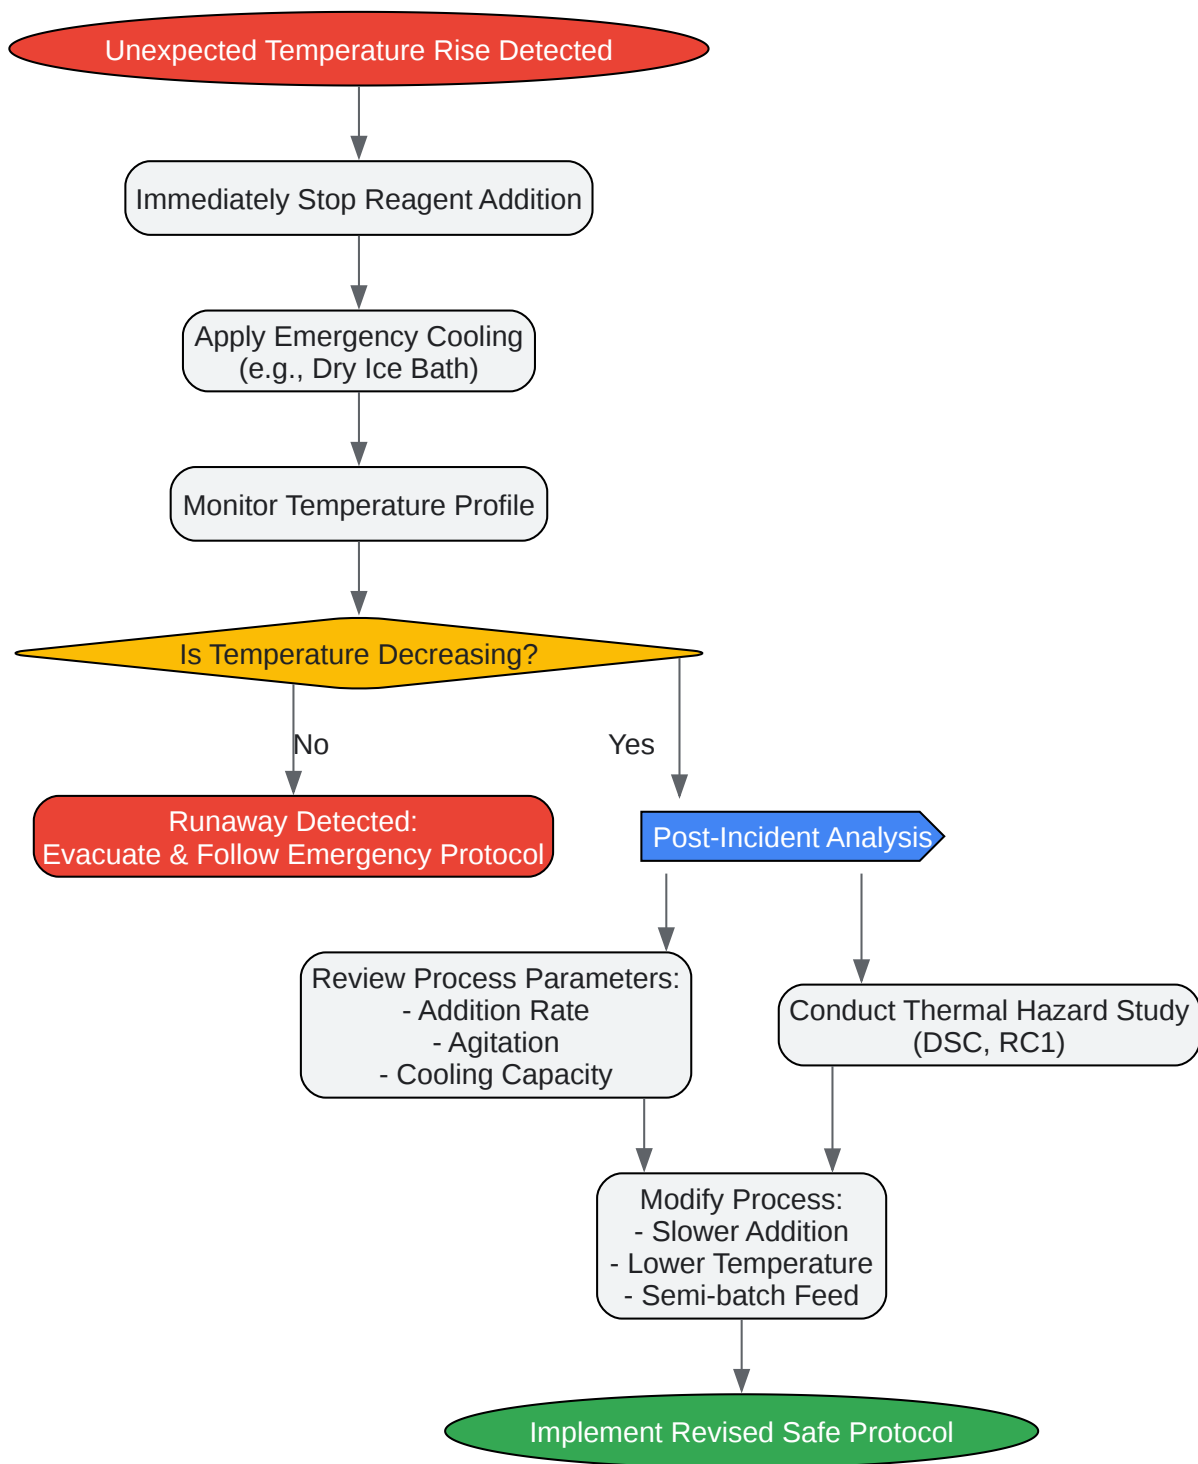 Unexpected Temperature Rise Detected
Immediately Stop Reagent Addition
Apply Emergency Cooling
(e.g., Dry Ice Bath)
Monitor Temperature Profile
Is Temperature Decreasing?
No
Yes
Runaway Detected:
Evacuate & Follow Emergency Protocol
Post-Incident Analysis
Review Process Parameters:
- Addition Rate
- Agitation
- Cooling Capacity
Conduct Thermal Hazard Study
(DSC, RC1)
Modify Process:
- Slower Addition
- Lower Temperature
- Semi-batch Feed
Implement Revised Safe Protocol